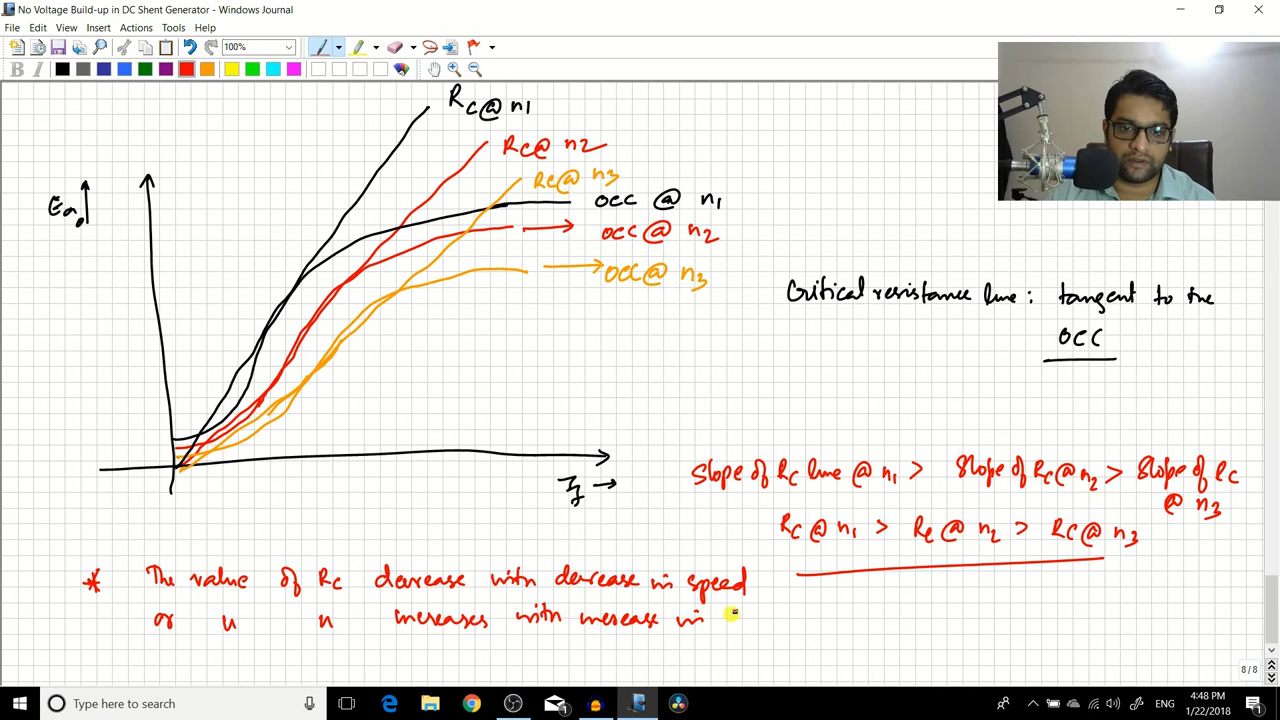 No Voltage Build-up in DC Shent Generator - Windows Journal
File Edit View Insert Actions Tools Help
100%
B I
Rc@ n1
Rc@ n2
Rc@ n3
Eao
OCC @ n1
OCC @ n2
OCC@ n3
Critical resistance line : tangent to the
OCC
If →
Slope of Rc line @ n1 > Slope of Rc@ n2 > Slope of Rc
@ n3
Rc @ n1 > Rc @ n2 > Rc@ n3
* The value of Rc decrease with decrease in speed
or " " increases with increase in
8/8
Type here to search
1
ENG
4:48 PM
1/22/2018
1